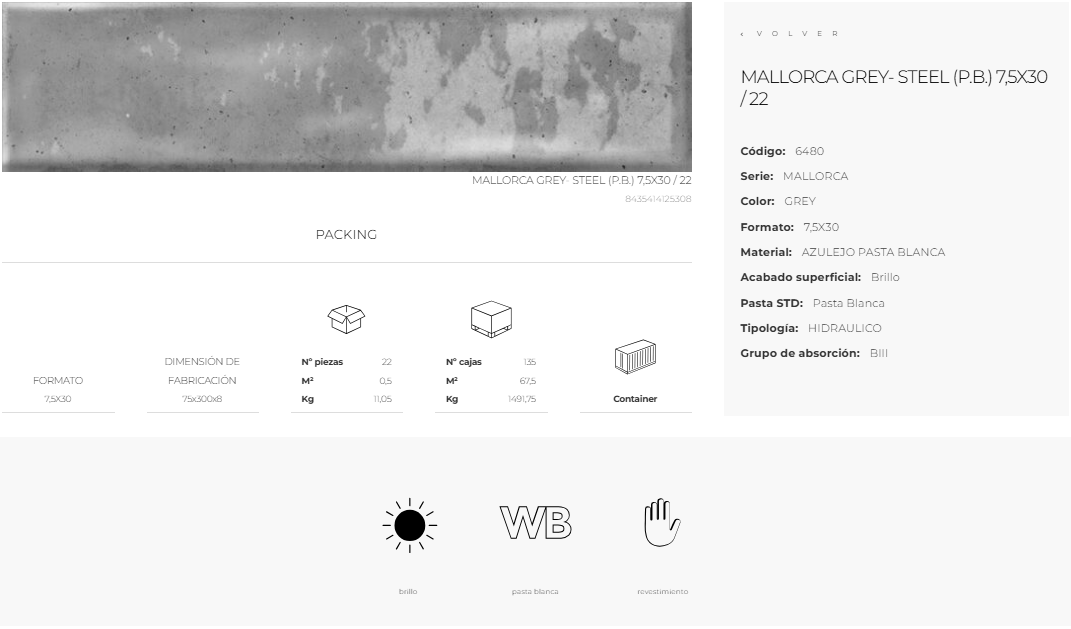 MALLORCA GREY- STEEL (P.B.) 7,5X30 / 22
8435414125308
PACKING
FORMATO
7,5X30
DIMENSIÓN DE
FABRICACIÓN
75x300x8
Nº piezas 22
M² 0,5
Kg 11,05
Nº cajas 135
M² 67,5
Kg 1491,75
Container
‹ VOLVER
MALLORCA GREY- STEEL (P.B.) 7,5X30
/ 22
Código: 6480
Serie: MALLORCA
Color: GREY
Formato: 7,5X30
Material: AZULEJO PASTA BLANCA
Acabado superficial: Brillo
Pasta STD: Pasta Blanca
Tipología: HIDRAULICO
Grupo de absorción: BIII
WB
brillo
pasta blanca
revestimiento